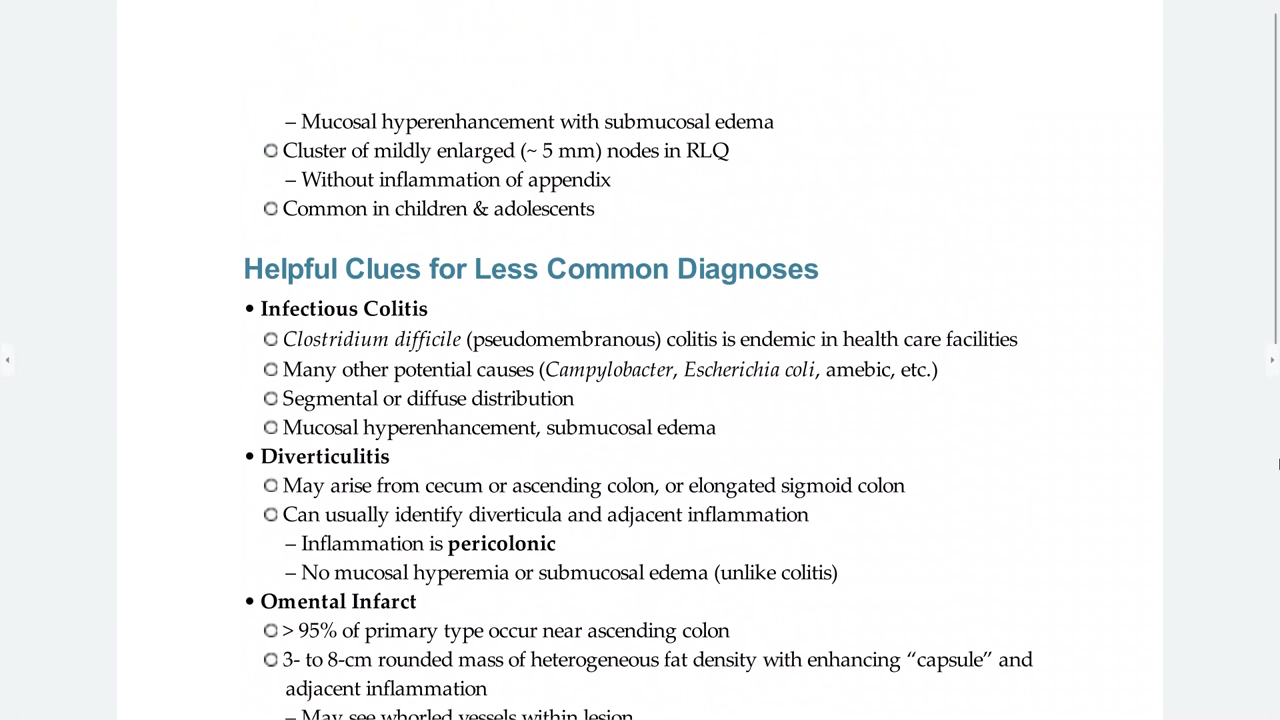 – Mucosal hyperenhancement with submucosal edema
Cluster of mildly enlarged (~ 5 mm) nodes in RLQ
– Without inflammation of appendix
Common in children & adolescents
Helpful Clues for Less Common Diagnoses
• Infectious Colitis
Clostridium difficile (pseudomembranous) colitis is endemic in health care facilities
Many other potential causes (Campylobacter, Escherichia coli, amebic, etc.)
Segmental or diffuse distribution
Mucosal hyperenhancement, submucosal edema
• Diverticulitis
May arise from cecum or ascending colon, or elongated sigmoid colon
Can usually identify diverticula and adjacent inflammation
– Inflammation is pericolonic
– No mucosal hyperemia or submucosal edema (unlike colitis)
• Omental Infarct
> 95% of primary type occur near ascending colon
3- to 8-cm rounded mass of heterogeneous fat density with enhancing “capsule” and
adjacent inflammation
– May see whorled vessels within lesion